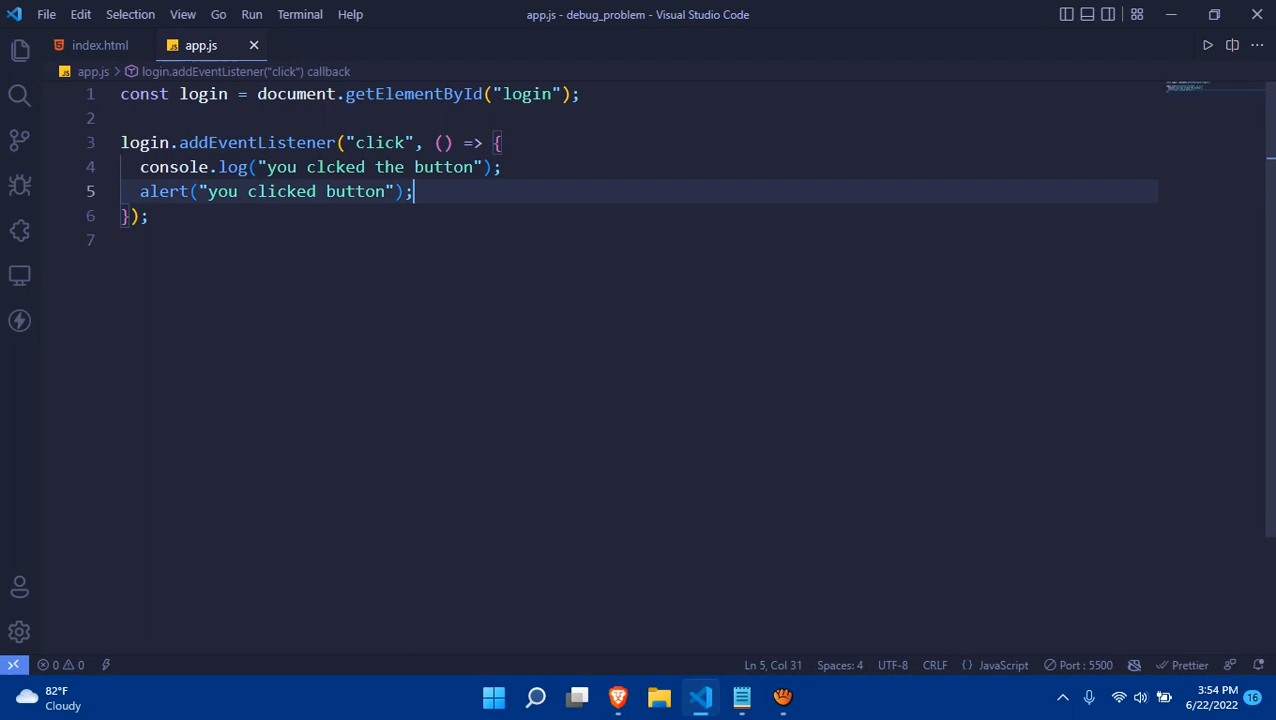 File Edit Selection View Go Run Terminal Help app.js - debug_problem - Visual Studio Code
index.html JS app.js
JS app.js > login.addEventListener("click") callback
1 const login = document.getElementById("login");
2
3 login.addEventListener("click", () => {
4 console.log("you clcked the button");
5 alert("you clicked button");
6 });
7
0 0 Ln 5, Col 31 Spaces: 4 UTF-8 CRLF {} JavaScript Port : 5500 Prettier
82°F
Cloudy
3:54 PM
6/22/2022
16